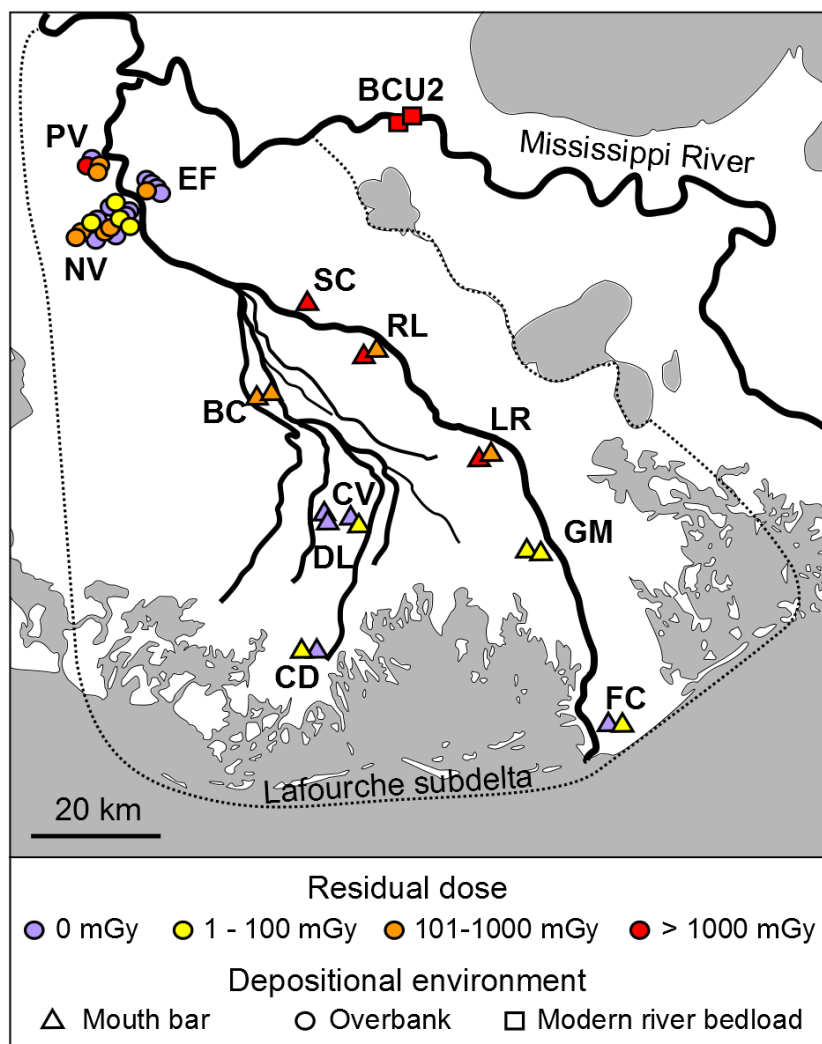 BCU2
Mississippi River
PV
EF
NV
SC
RL
BC
LR
CV
DL
GM
CD
FC
Lafourche subdelta
20 km
Residual dose
0 mGy 1 - 100 mGy 101-1000 mGy > 1000 mGy
Depositional environment
Mouth bar Overbank Modern river bedload